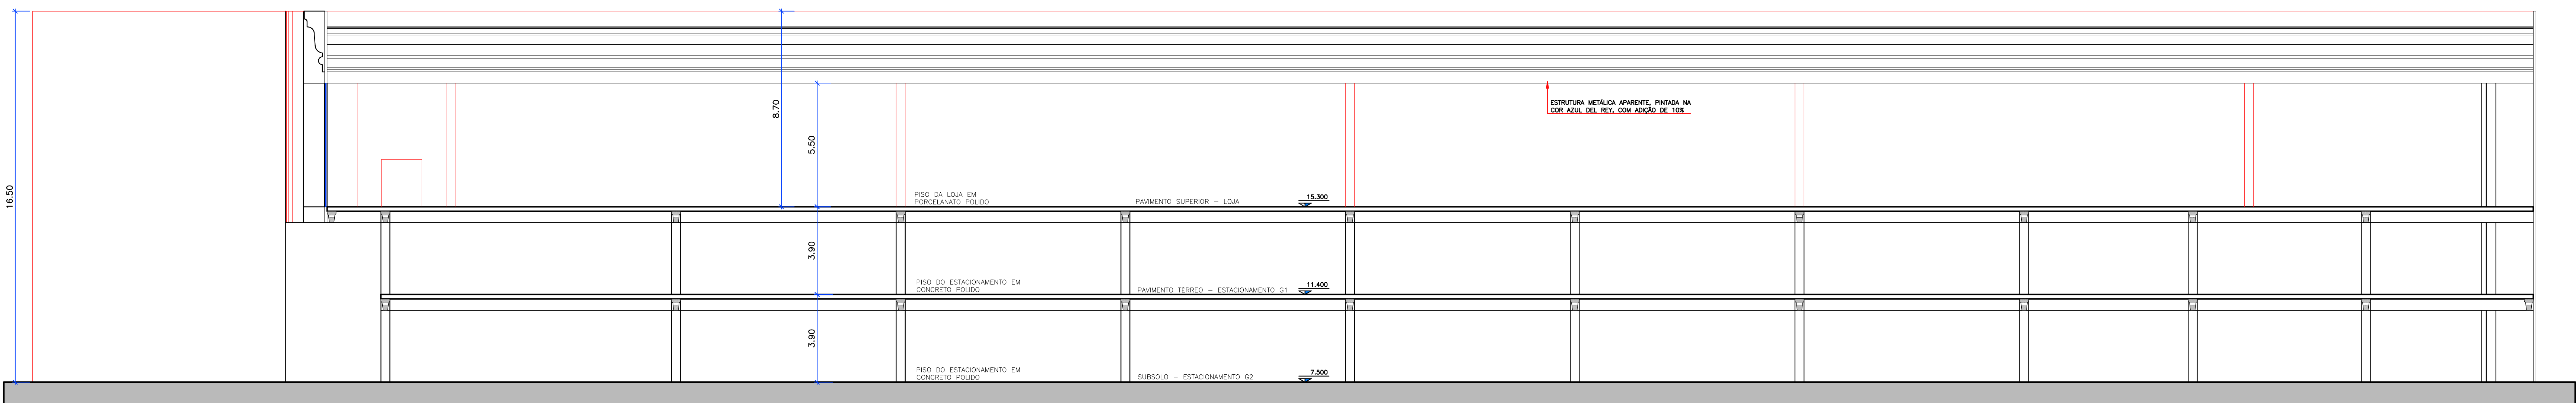 8.70
ESTRUTURA METÁLICA APARENTE, PINTADA NA
COR AZUL DEL REY, COM ADIÇÃO DE 10%
5.50
16.50
PISO DA LOJA EM
PORCELANATO POLIDO
PAVIMENTO SUPERIOR – LOJA
15.300
3.90
PISO DO ESTACIONAMENTO EM
CONCRETO POLIDO
PAVIMENTO TÉRREO – ESTACIONAMENTO G1
11.400
3.90
PISO DO ESTACIONAMENTO EM
CONCRETO POLIDO
SUBSOLO – ESTACIONAMENTO G2
7.500